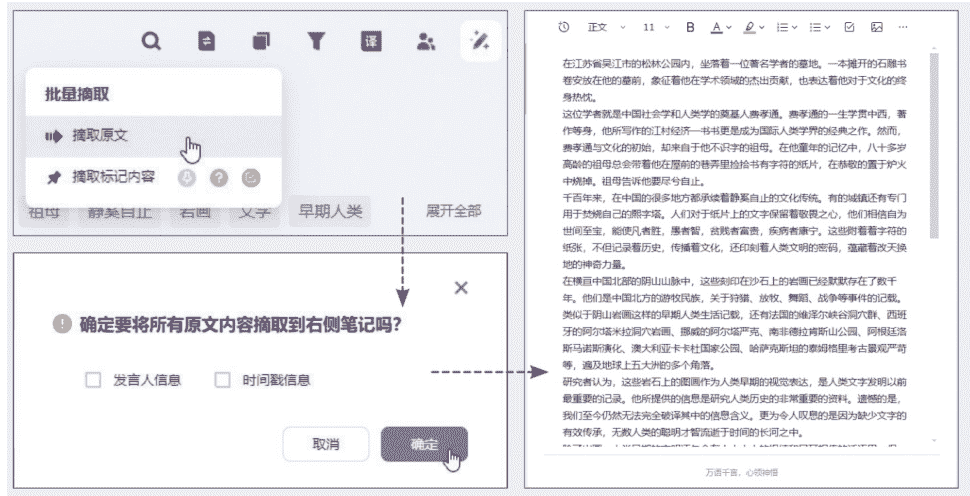 译
批量摘取
摘取原文
摘取标记内容
祖母
静奚自止
岩画
文字
早期人类
展开全部
确定要将所有原文内容摘取到右侧笔记吗？
发言人信息
时间戳信息
取消
确定
正文
11
B
A
在江苏省吴江市的松林公园内，坐落着一位著名学者的墓地。一本摊开的石雕书
卷安放在他的墓前，象征着他在学术领域的杰出贡献，也表达着他对于文化的终
身热忱。
这位学者就是中国社会学和人类学的奠基人费孝通。费孝通的一生学贯中西，著
作等身，他所写作的江村经济一书书更是成为国际人类学界的经典之作。然而，
费孝通与文化的初始，却来自于他不识字的祖母。在他童年的记忆中，八十多岁
高龄的祖母总会带着他在屋前的巷弄里捡拾书有字符的纸片，在恭敬的置于炉火
中烧掉。祖母告诉他要尽兮自止。
千百年来，在中国的很多地方都承续着静奚自止的文化传统。有的城镇还有专门
用于焚烧自己的熙字塔。人们对于纸片上的文字保留着敬畏之心，他们相信自为
世间至宝，能使凡者胜，愚者智，贫贱者富贵，疾病者康宁。这些附着着字符的
纸张，不但记录着历史，传播着文化，还印刻着人类文明的密码，蕴藏着改天换
地的神奇力量。
在横亘中国北部的阴山山脉中，这些刻印在沙石上的岩画已经默默存在了数千
年。他们是中国北方的游牧民族，关于狩猎、放牧、舞蹈、战争等事件的记载。
类似于阴山岩画这样的早期人类生活记载，还有法国的维泽尔峡谷洞穴群、西班
牙的阿尔塔米拉洞穴岩画、挪威的阿尔塔严克、南非德拉肯斯山公园、阿根廷洛
斯马诺斯演化、澳大利亚卡卡杜国家公园、哈萨克斯坦的泰姆格里考古景观严苛
等，遍及地球上五大洲的多个角落。
研究者认为，这些岩石上的图画作为人类早期的视觉表达，是人类文字发明以前
最重要的记录。他所提供的信息是研究人类历史的非常重要的资料。遗憾的是，
我们至今仍然无法完全破译其中的信息含义。更为令人叹息的是因为缺少文字的
有效传承，无数人类的聪明才智流逝于时间的长河之中。
万语千言，心领神悟